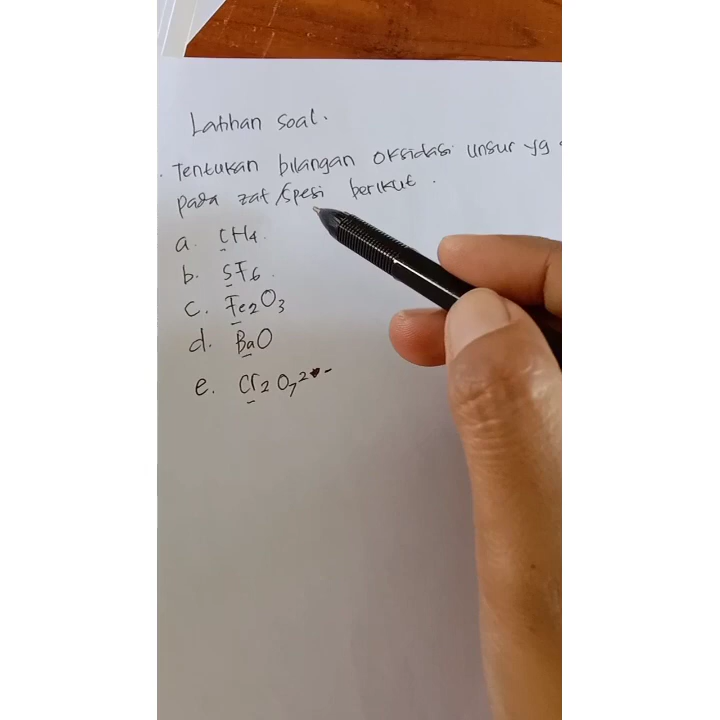 Latihan soal.
. Tentukan bilangan oksidasi unsur yg
pada zat/spesi berikut.
a. CH4.
b. SF6.
c. Fe2O3
d. BaO
e. Cr2O7 2-